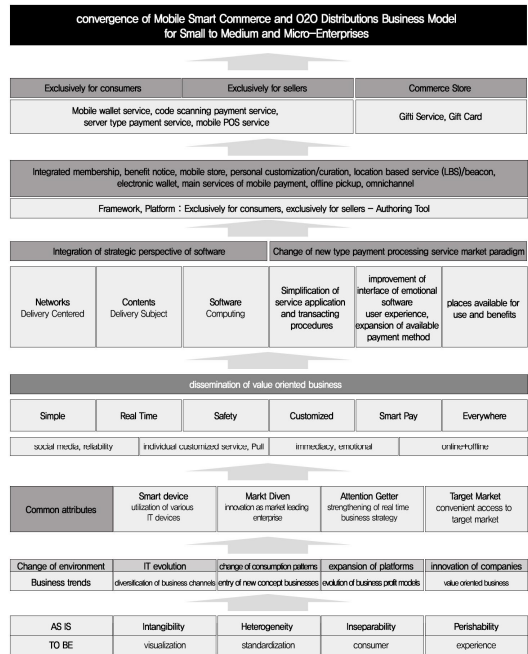 convergence of Mobile Smart Commerce and O2O Distributions Business Model
for Small to Medium and Micro-Enterprises
Exclusively for consumers
Exclusively for sellers
Commerce Store
Mobile wallet service, code scanning payment service,
server type payment service, mobile POS service
Gifti Service, Gift Card
Integrated membership, benefit notice, mobile store, personal customization/curation, location based service (LBS)/beacon,
electronic wallet, main services of mobile payment, offline pickup, omnichannel
Framework, Platform : Exclusively for consumers, exclusively for sellers - Authoring Tool
Integration of strategic perspective of software
Change of new type payment processing service market paradigm
Networks
Delivery Centered
Contents
Delivery Subject
Software
Computing
Simplification of
service application
and transacting
procedures
improvement of
interface of emotional
software
user experience,
expansion of available
payment method
places available for
use and benefits
dissemination of value oriented business
Simple
Real Time
Safety
Customized
Smart Pay
Everywhere
social media, reliability
individual customized service, Pull
immediacy, emotional
online+offline
Common attributes
Smart device
utilization of various
IT devices
Markt Diven
innovation as market leading
enterprise
Attention Getter
strengthening of real time
business strategy
Target Market
convenient access to
target market
Change of environment
IT evolution
change of consumption patterns
expansion of platforms
innovation of companies
Business trends
diversification of business channels
entry of new concept businesses
evolution of business profit models
value oriented business
AS IS
Intangibility
Heterogeneity
Inseparability
Perishability
TO BE
visualization
standardization
consumer
experience